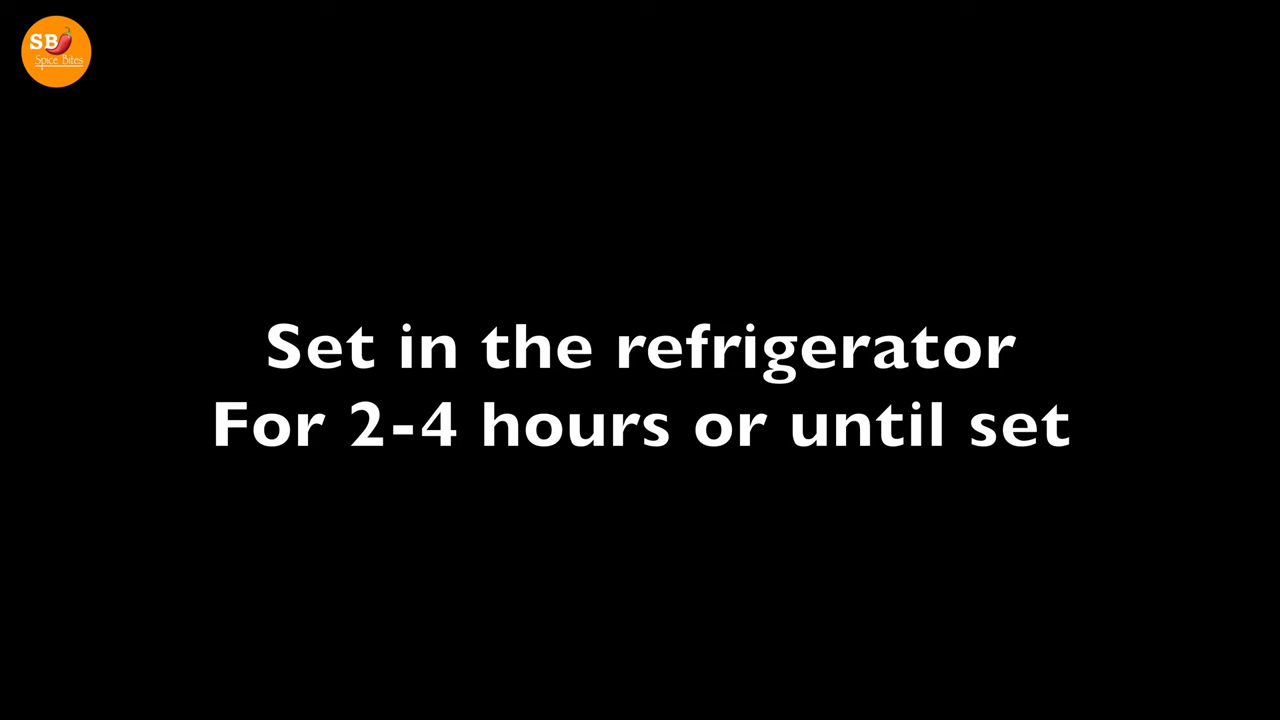 SB
Spice Bites
Set in the refrigerator
For 2-4 hours or until set